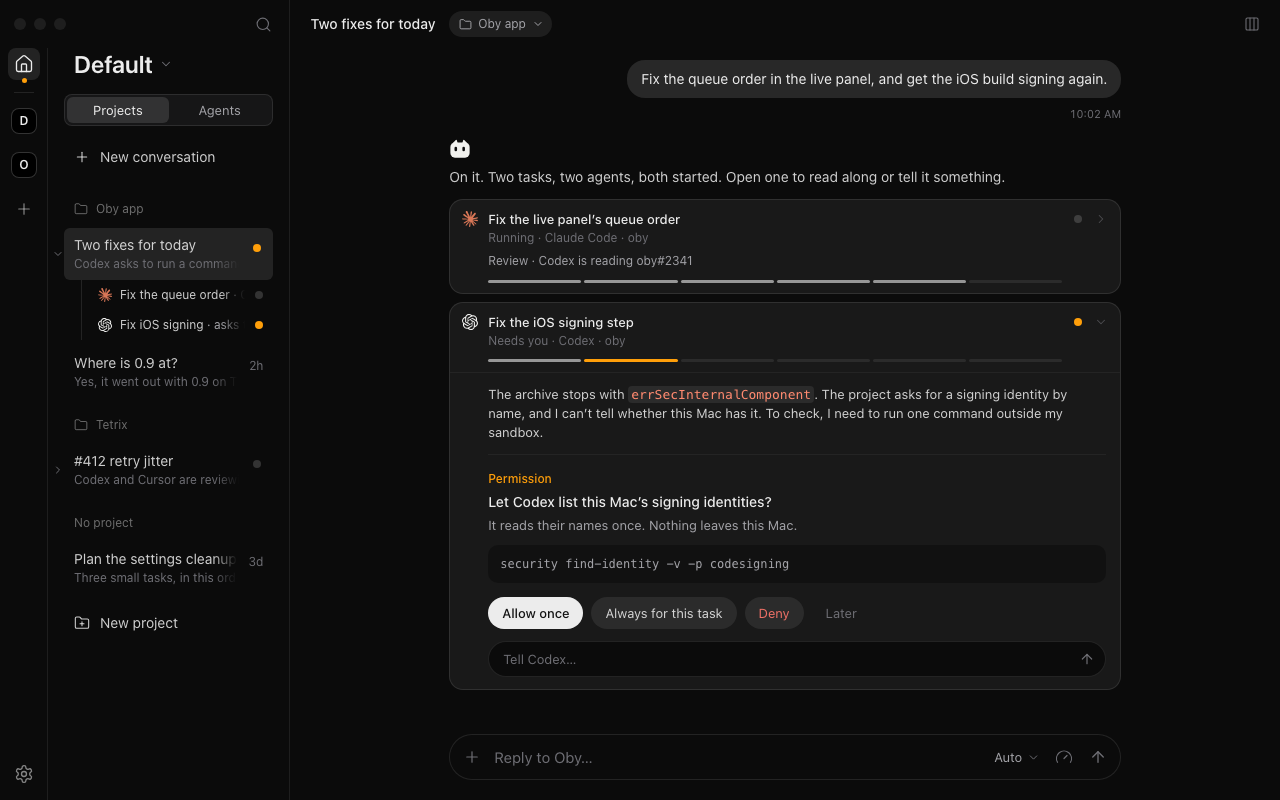 Default
Projects
Agents
New conversation
D
O
Oby app
Two fixes for today
Codex asks to run a comman
Fix the queue order ·
Fix iOS signing · asks
Where is 0.9 at?
2h
Yes, it went out with 0.9 on
Tetrix
#412 retry jitter
Codex and Cursor are review
No project
Plan the settings cleanup
3d
Three small tasks, in this ord
New project
Two fixes for today
Oby app
Fix the queue order in the live panel, and get the iOS build signing again.
10:02 AM
On it. Two tasks, two agents, both started. Open one to read along or tell it something.
Fix the live panel’s queue order
Running · Claude Code · oby
Review · Codex is reading oby#2341
Fix the iOS signing step
Needs you · Codex · oby
The archive stops with errSecInternalComponent. The project asks for a signing identity by
name, and I can’t tell whether this Mac has it. To check, I need to run one command outside my
sandbox.
Permission
Let Codex list this Mac’s signing identities?
It reads their names once. Nothing leaves this Mac.
security find-identity -v -p codesigning
Allow once
Always for this task
Deny
Later
Tell Codex…
Reply to Oby…
Auto